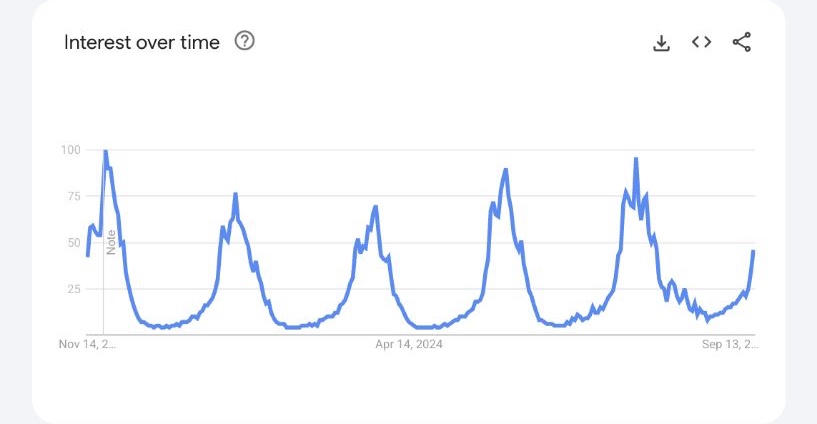 Interest over time
100
75
50
25
Note
Nov 14, 2...
Apr 14, 2024
Sep 13, 2...